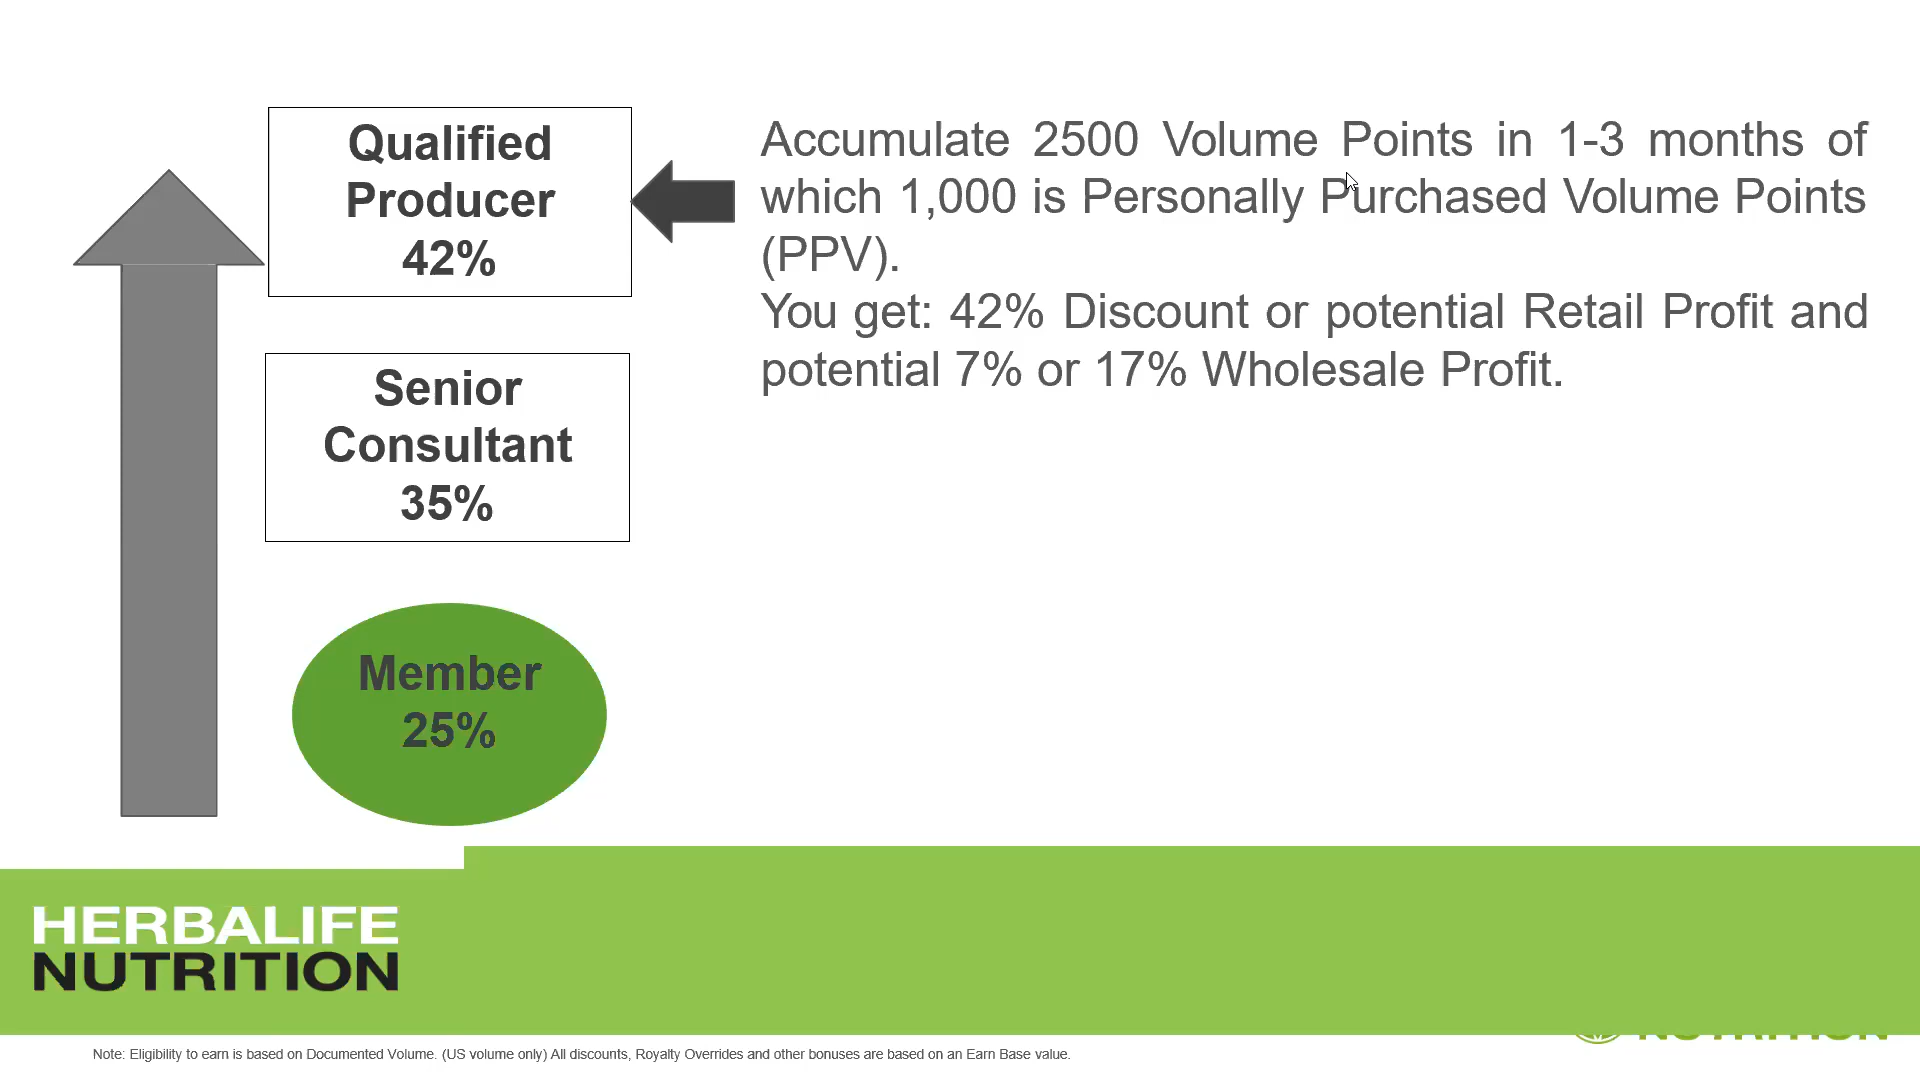 Qualified
Producer
42%
Accumulate 2500 Volume Points in 1-3 months of
which 1,000 is Personally Purchased Volume Points
(PPV).
You get: 42% Discount or potential Retail Profit and
potential 7% or 17% Wholesale Profit.
Senior
Consultant
35%
Member
25%
HERBALIFE
NUTRITION
NUTRITION
Note: Eligibility to earn is based on Documented Volume. (US volume only) All discounts, Royalty Overrides and other bonuses are based on an Earn Base value.